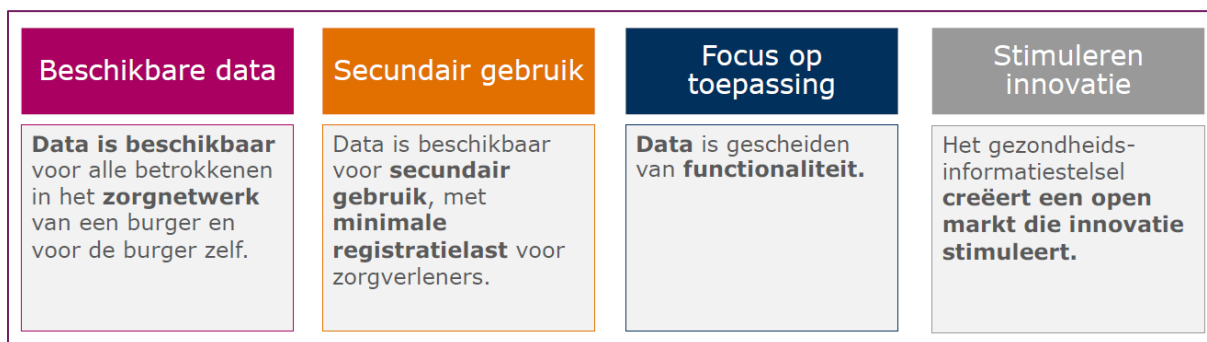 Beschikbare data
Data is beschikbaar
voor alle betrokkenen
in het zorgnetwerk
van een burger en
voor de burger zelf.
Secundair gebruik
Data is beschikbaar
voor secundair
gebruik, met
minimale
registratielast voor
zorgverleners.
Focus op
toepassing
Data is gescheiden
van functionaliteit.
Stimuleren
innovatie
Het gezondheids-
informatiestelsel
creëert een open
markt die innovatie
stimuleert.